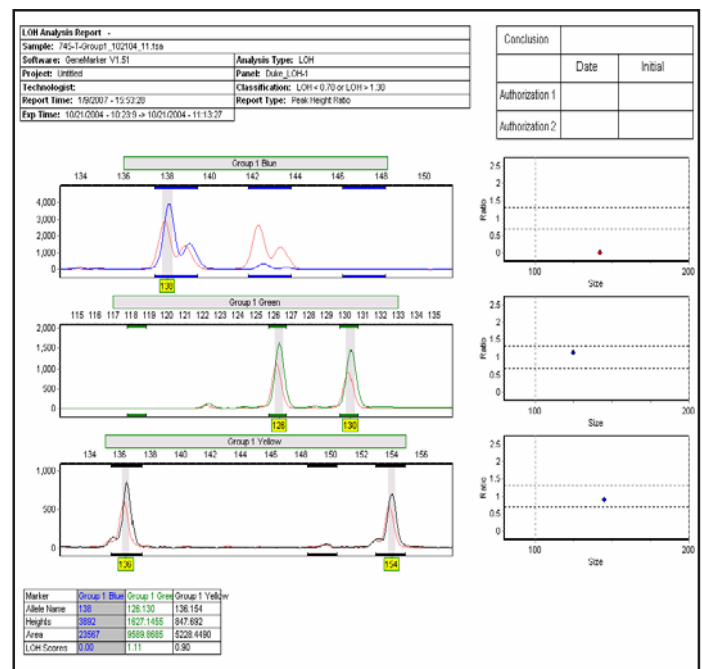 LOH Analysis Report -
Sample: 745-T-Group1_102104_11.fsa
Software: GeneMarker V1.51 Analysis Type: LOH
Project: Untitled Panel: Duke_LOH-1
Technologist: Classification: LOH < 0.70 or LOH > 1.30
Report Time: 1/9/2007 - 15:53:28 Report Type: Peak Height Ratio
Exp Time: 10/21/2004 - 10:23:9 -> 10/21/2004 - 11:13:27
Conclusion
Date Initial
Authorization 1
Authorization 2
Group 1 Blue
134 136 138 140 142 144 146 148 150
4,000
3,000
2,000
1,000
0
138
2.5
2
1.5
1
0.5
0
Ratio
100 200
Size
Group 1 Green
115 116 117 118 119 120 121 122 123 124 125 126 127 128 129 130 131 132 133 134 135
2,000
1,500
1,000
500
0
126 130
2.5
2
1.5
1
0.5
0
Ratio
100 200
Size
Group 1 Yellow
134 136 138 140 142 144 146 148 150 152 154 156
1,000
500
0
136 154
2.5
2
1.5
1
0.5
0
Ratio
100 200
Size
Marker Group 1 Blue Group 1 Gree Group 1 Yellow
Allele Name 138 126.130 136.154
Heights 3892 1627.1455 847.692
Area 23567 9589.8685 5228.4490
LOH Scores 0.00 1.11 0.90